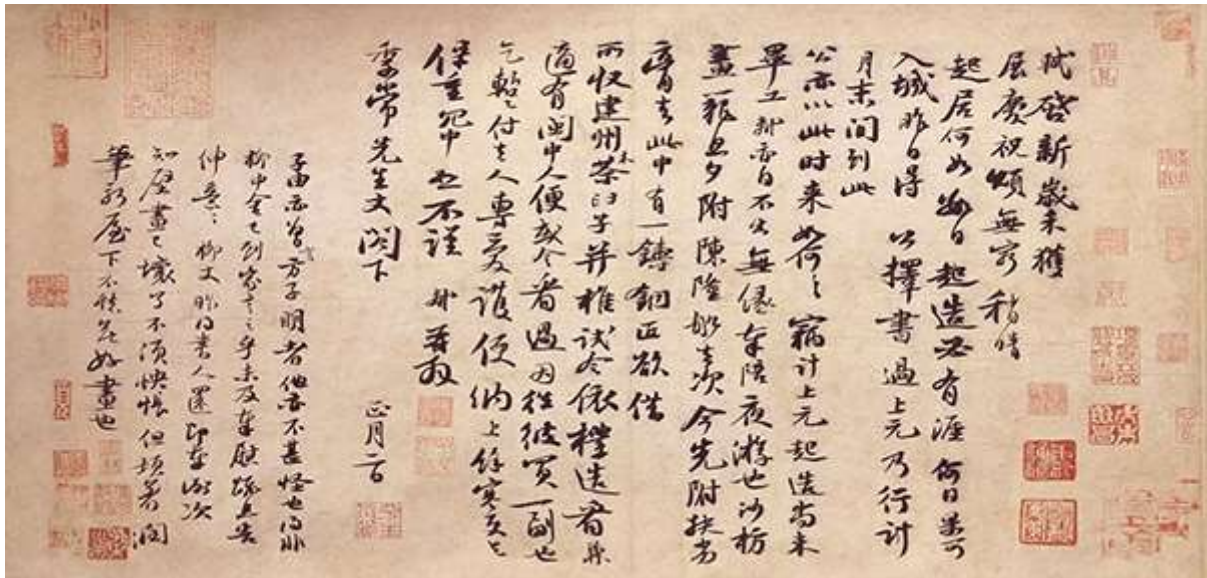 軾啓新歲未獲
展慶祝頌無窮稍晴
起居何如數日起造必有涯何日果可
入城昨日得公擇書過上元乃行計
月末間到此
公亦以此時來如何々竊計上元起造尚未
畢工軾亦自不出無緣奉陪夜游也沙枋
畫籠旦夕附陳隆船去次今先附扶劣
膏去此中有一鑄銅匠欲借
所收建州木茶臼子并椎試令依樣造看兼
適有閩中人便或令看過因往彼買一副也
乞暫付去人專愛護便納上餘寒更乞
保重冗中恕不謹軾再拜
季常先生丈閣下 正月二日
子由亦曾言方子明者他亦不甚怪也得非
柳中舍已到家言之乎未及奉慰疏且告
伸意々柳丈昨得書人還即奉謝次
知壁畫已壞了不須怏悵但頓著潤
筆新屋下不愁無好畫也